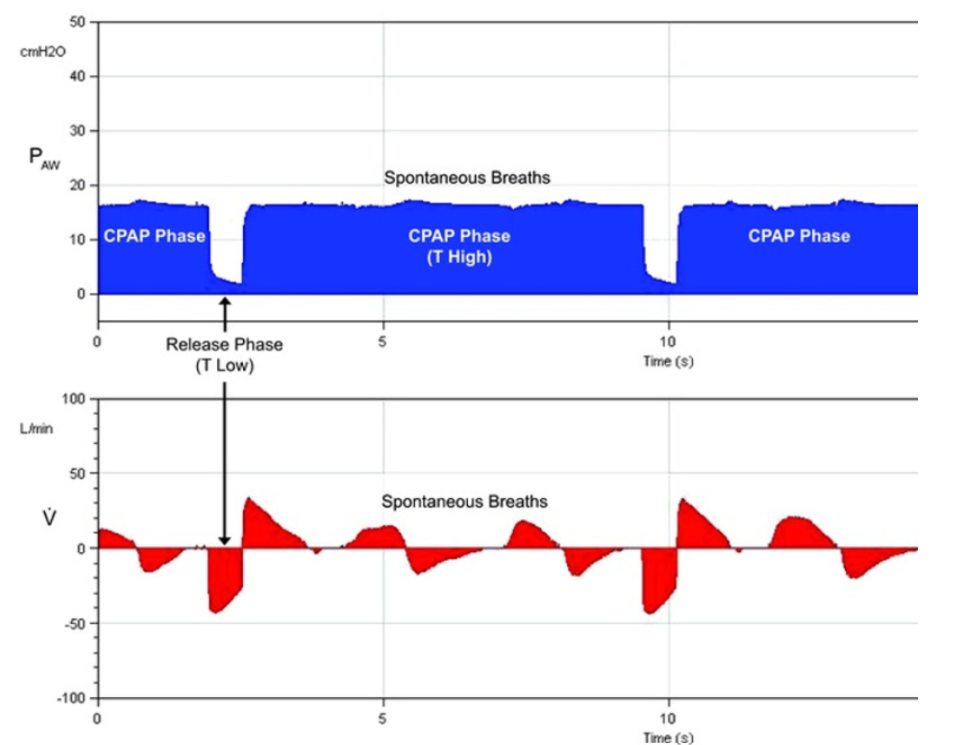 50
cmH2O
40
30
P AW
20
Spontaneous Breaths
CPAP Phase
CPAP Phase
(T High)
CPAP Phase
10
0
0
5
10
Time (s)
Release Phase
(T Low)
100
L/min
50
Spontaneous Breaths
V̇
0
-50
-100
0
5
10
Time (s)